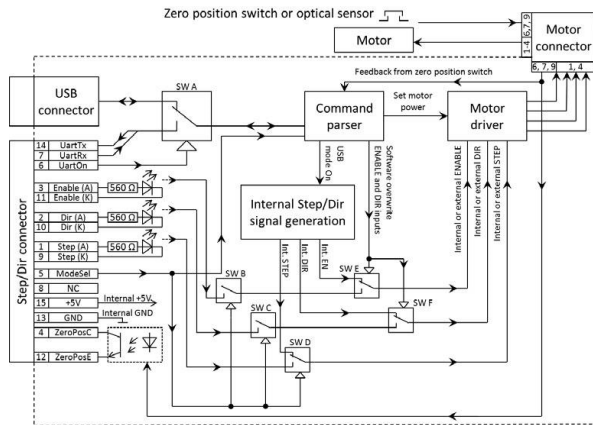 Zero position switch or optical sensor
Motor
1-4
6,7,9
Motor
connector
6, 7, 9
1, 4
Feedback from zero position switch
USB
connector
SW A
Command
parser
Set motor
power
Motor
driver
Step/Dir connector
14 UartTx
7 UartRx
6 UartOn
3 Enable (A) 560 Ω
11 Enable (K)
2 Dir (A) 560 Ω
10 Dir (K)
1 Step (A) 560 Ω
9 Step (K)
5 ModeSel
8 NC
15 +5V Internal +5V
13 GND Internal GND
4 ZeroPosC
12 ZeroPosE
USB
mode On
Software overwrite
ENABLE and DIR inputs
Internal Step/Dir
signal generation
Int. STEP
Int. DIR
Int. EN
SW B
SW C
SW D
SW E
SW F
Internal or external ENABLE
Internal or external DIR
Internal or external STEP